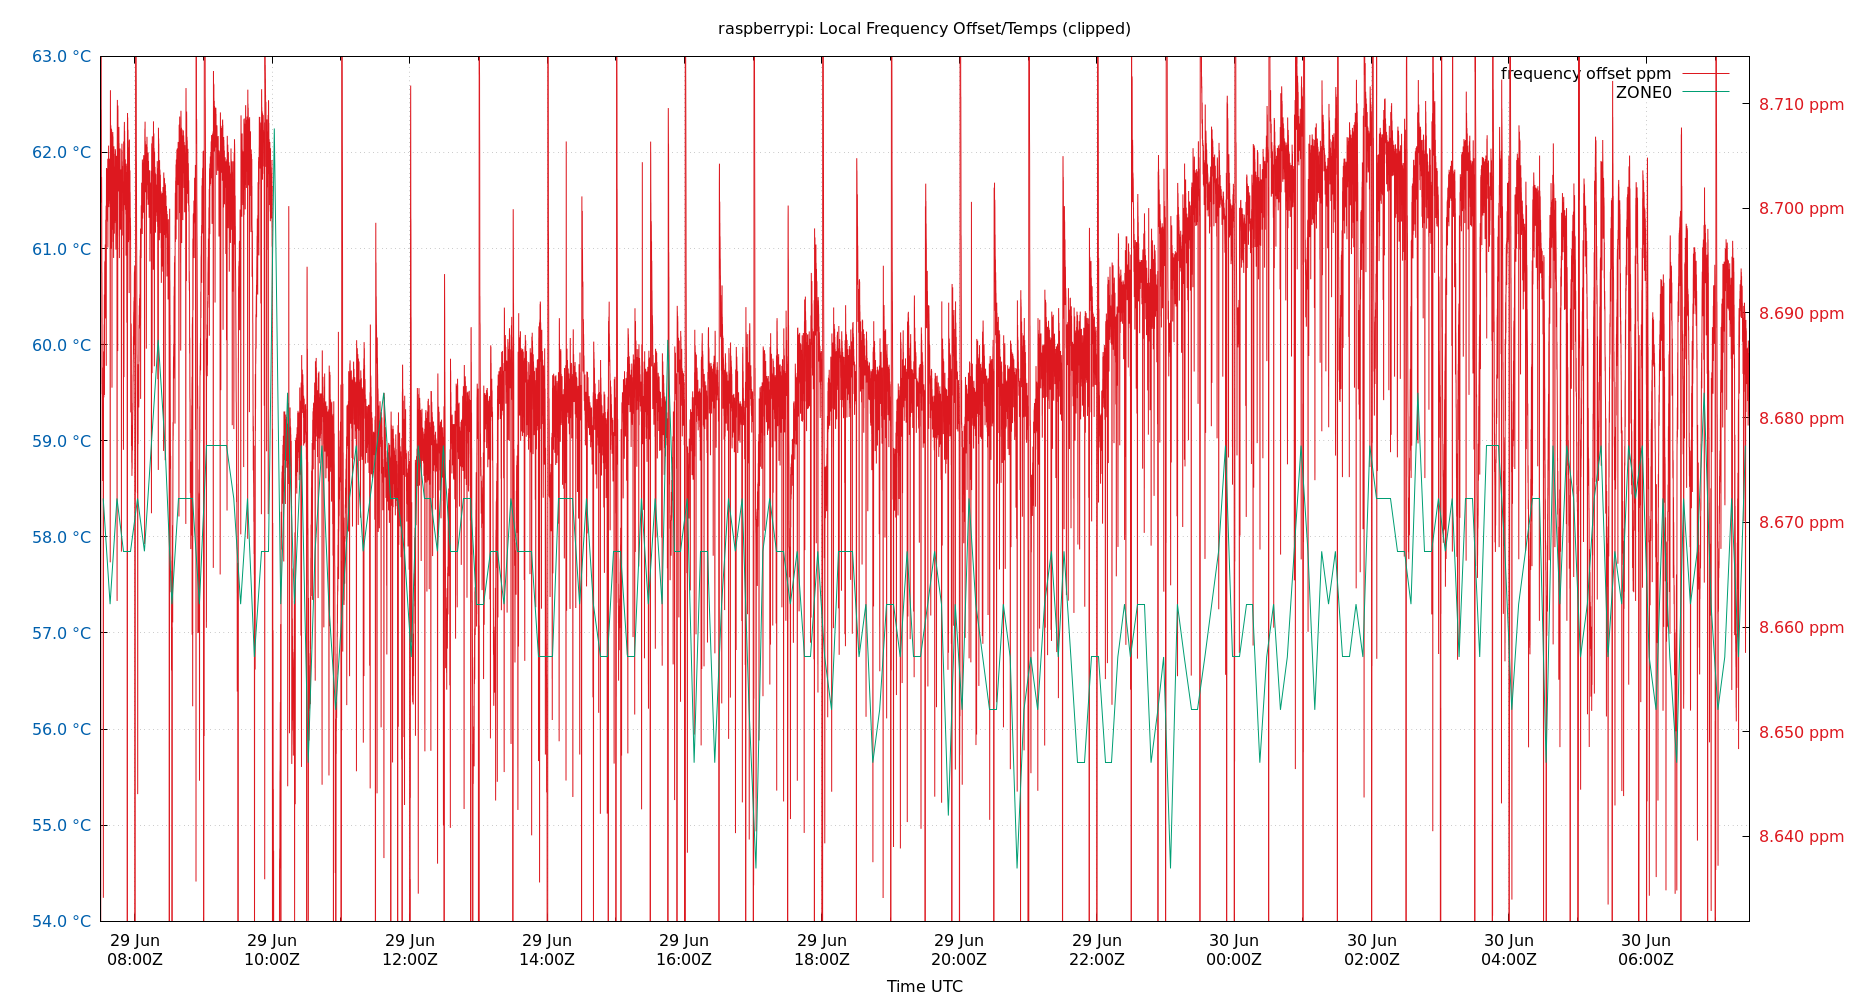 raspberrypi: Local Frequency Offset/Temps (clipped)
63.0 °C
62.0 °C
61.0 °C
60.0 °C
59.0 °C
58.0 °C
57.0 °C
56.0 °C
55.0 °C
54.0 °C
frequency offset ppm
ZONE0
8.710 ppm
8.700 ppm
8.690 ppm
8.680 ppm
8.670 ppm
8.660 ppm
8.650 ppm
8.640 ppm
29 Jun 29 Jun 29 Jun 29 Jun 29 Jun 29 Jun 29 Jun 29 Jun 30 Jun 30 Jun 30 Jun 30 Jun
08:00Z 10:00Z 12:00Z 14:00Z 16:00Z 18:00Z 20:00Z 22:00Z 00:00Z 02:00Z 04:00Z 06:00Z
Time UTC